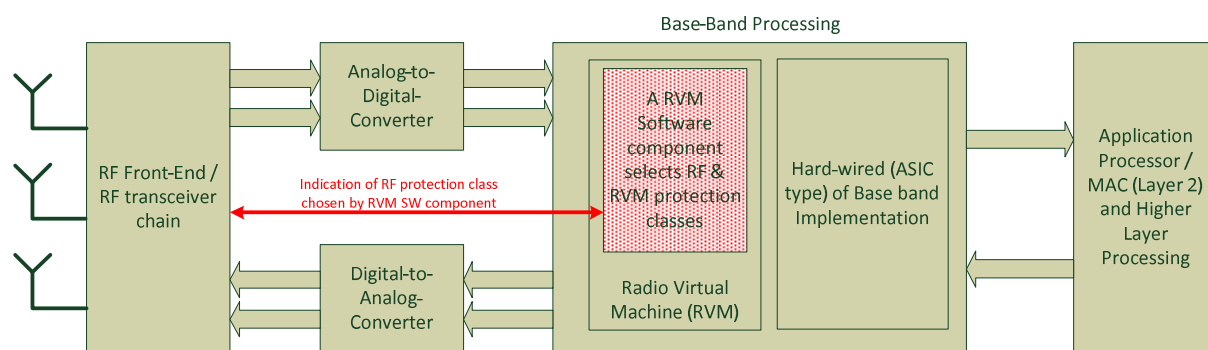 Base-Band Processing
RF Front-End /
RF transceiver
chain
Analog-to-
Digital-
Converter
Indication of RF protection class
chosen by RVM SW component
Digital-to-
Analog-
Converter
A RVM
Software
component
selects RF &
RVM protection
classes
Radio Virtual
Machine (RVM)
Hard-wired (ASIC
type) of Base band
Implementation
Application
Processor /
MAC (Layer 2)
and Higher
Layer
Processing